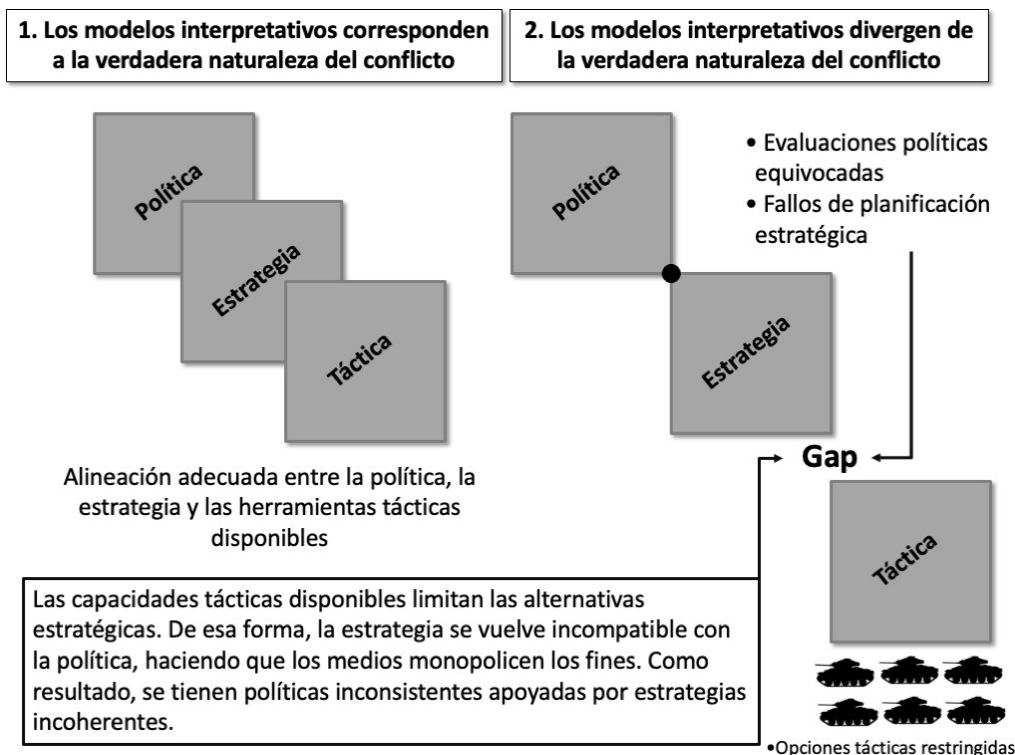 1. Los modelos interpretativos corresponden
a la verdadera naturaleza del conflicto
Política
Estrategia
Táctica
Alineación adecuada entre la política, la
estrategia y las herramientas tácticas
disponibles
2. Los modelos interpretativos divergen de
la verdadera naturaleza del conflicto
Política
• Evaluaciones políticas
equivocadas
• Fallos de planificación
estratégica
Estrategia
Gap
Táctica
•Opciones tácticas restringidas
Las capacidades tácticas disponibles limitan las alternativas
estratégicas. De esa forma, la estrategia se vuelve incompatible con
la política, haciendo que los medios monopolicen los fines. Como
resultado, se tienen políticas inconsistentes apoyadas por estrategias
incoherentes.